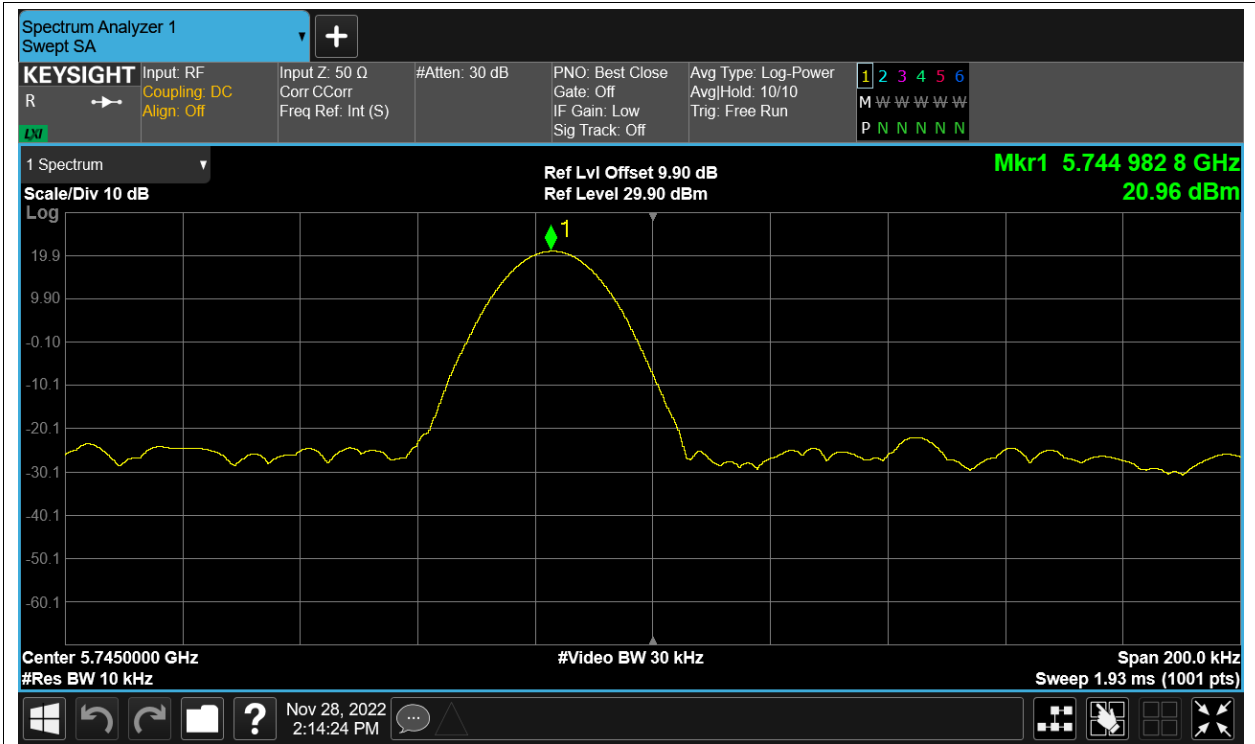 Spectrum Analyzer 1
Swept SA
KEYSIGHT
R
LXI
Input: RF
Coupling: DC
Align: Off
Input Z: 50 Ω
Corr CCorr
Freq Ref: Int (S)
#Atten: 30 dB
PNO: Best Close
Gate: Off
IF Gain: Low
Sig Track: Off
Avg Type: Log-Power
Avg|Hold: 10/10
Trig: Free Run
1 2 3 4 5 6
M W W W W W W
P N N N N N
1 Spectrum
Scale/Div 10 dB
Log
Ref Lvl Offset 9.90 dB
Ref Level 29.90 dBm
Mkr1 5.744 982 8 GHz
20.96 dBm
1
19.9
9.90
-0.10
-10.1
-20.1
-30.1
-40.1
-50.1
-60.1
Center 5.7450000 GHz
#Video BW 30 kHz
Span 200.0 kHz
#Res BW 10 kHz
Sweep 1.93 ms (1001 pts)
?
Nov 28, 2022
2:14:24 PM